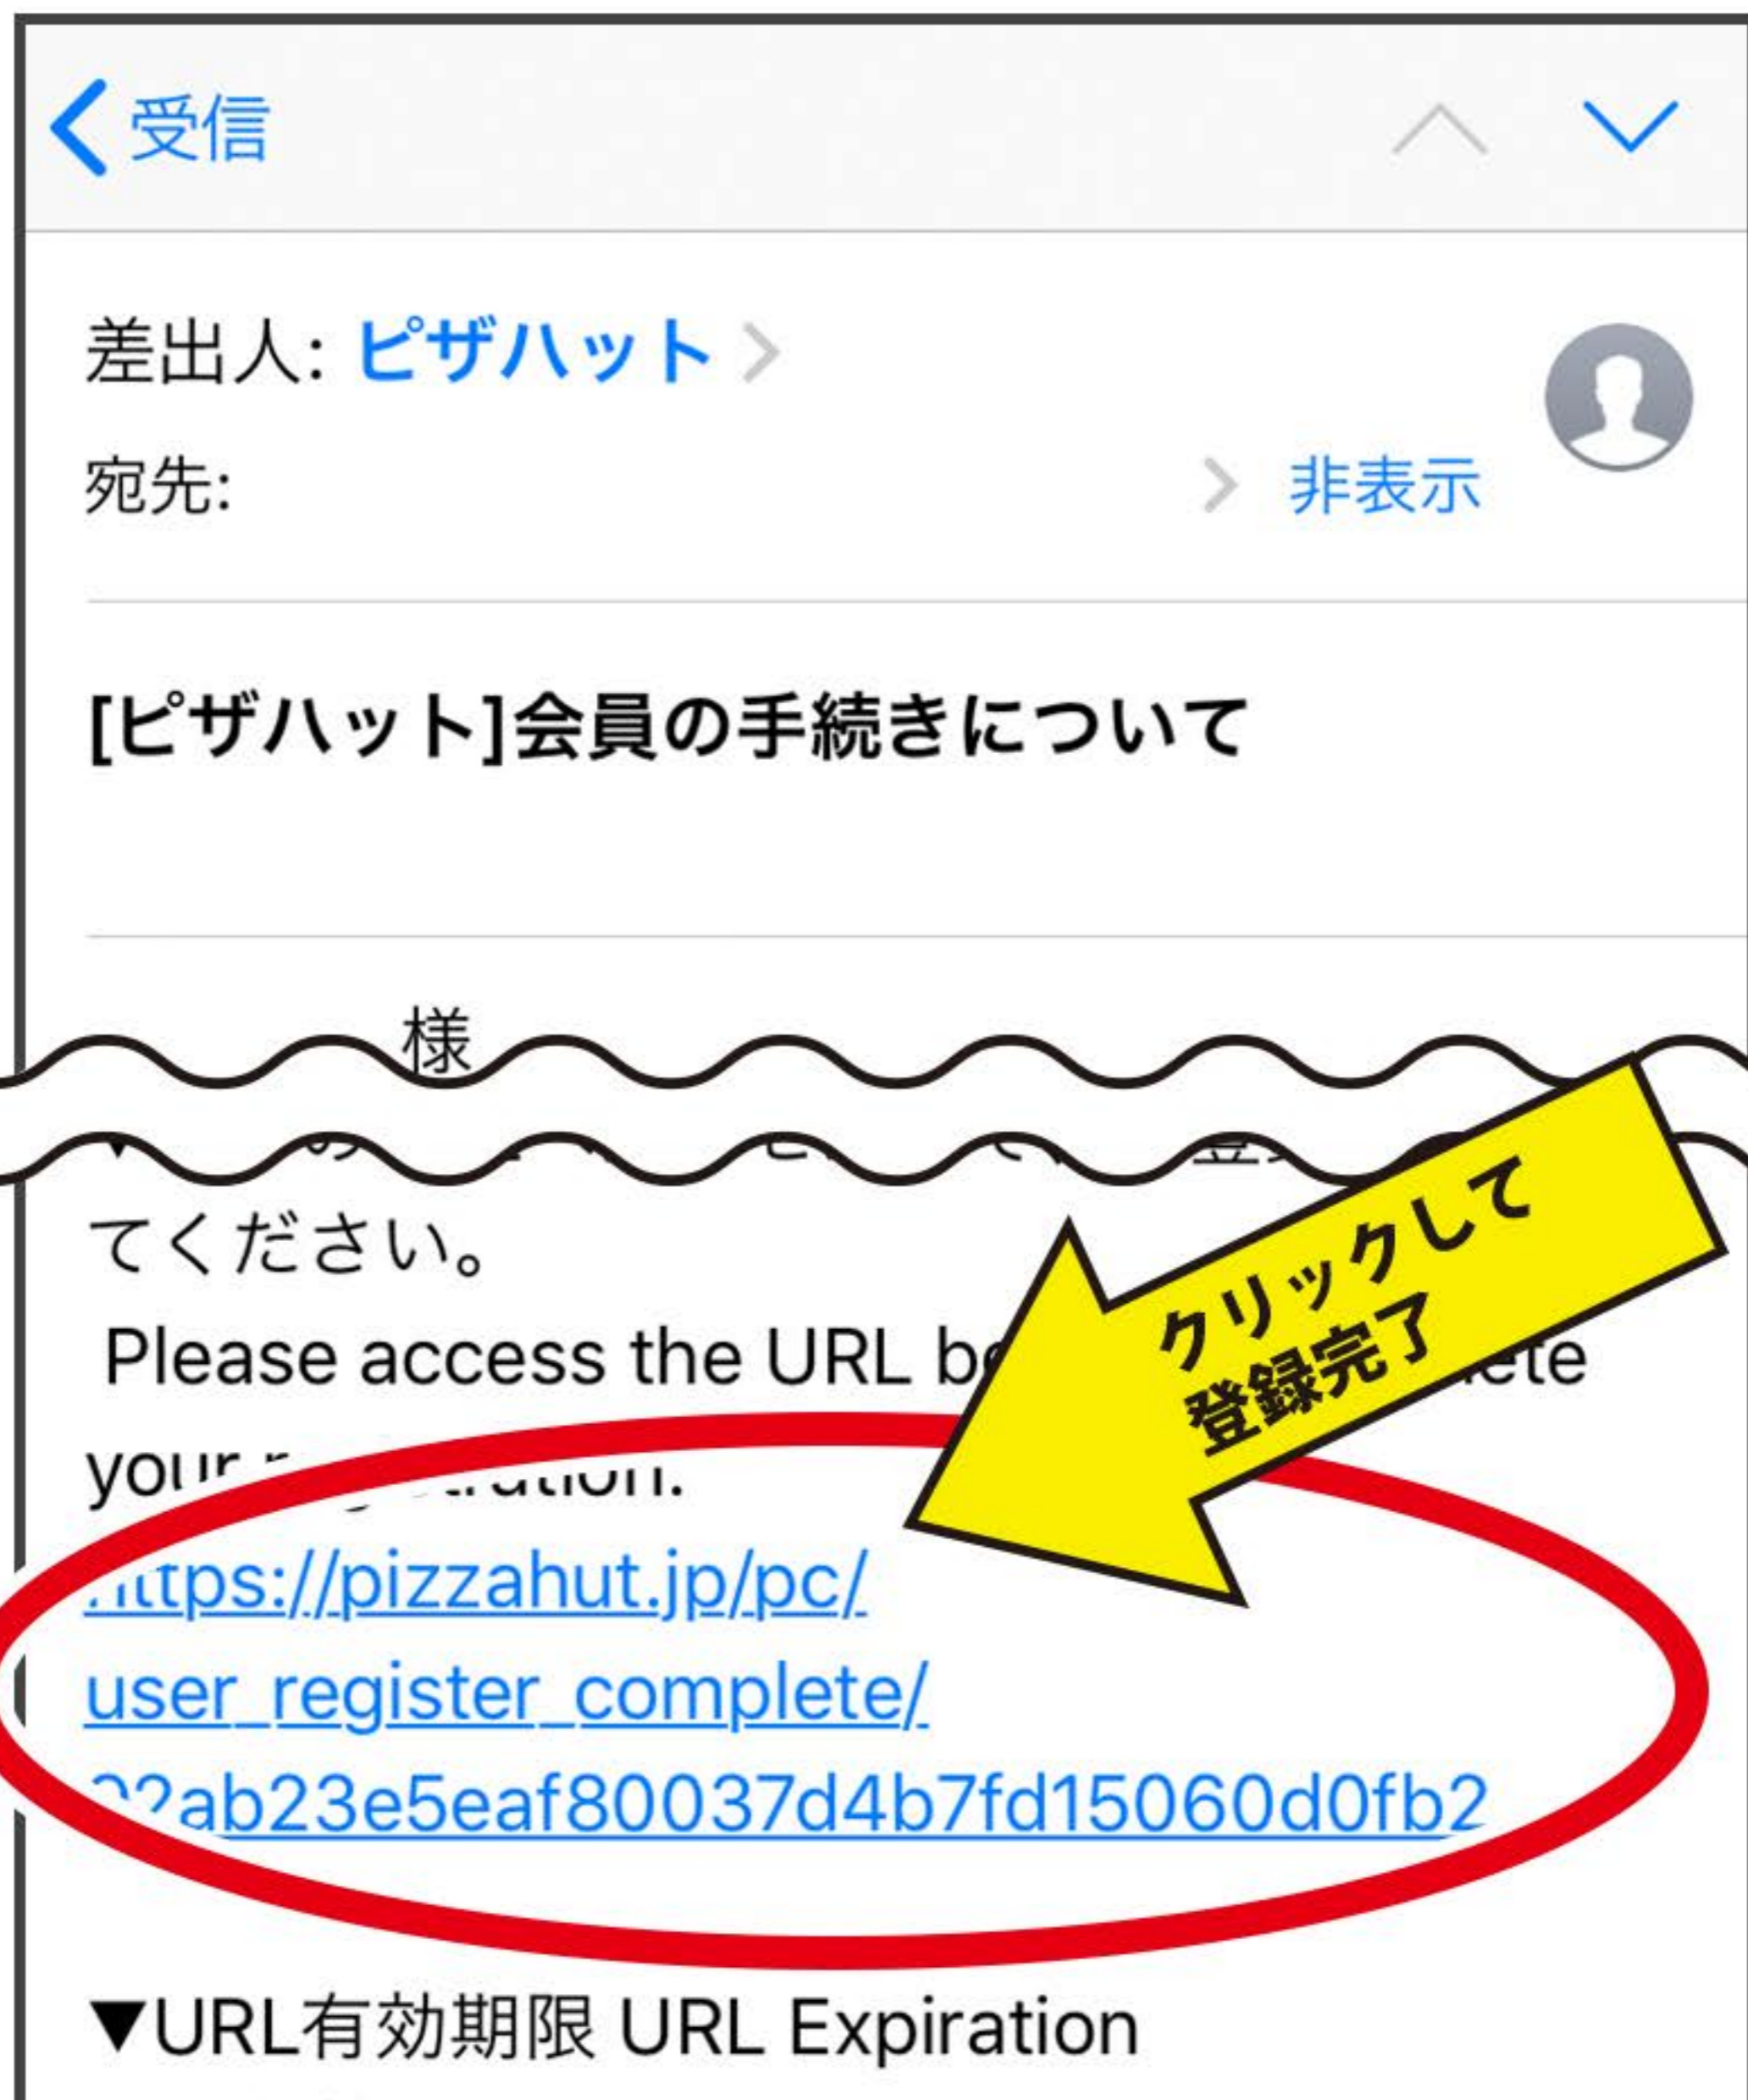 受信
差出人: ピザハット
宛先:
非表示
[ピザハット]会員の手続きについて
様
てください。
クリックして
登録完了
Please access the URL
your
https://pizzahut.jp/pc/
user_register_complete/
ab23e5eaf80037d4b7fd15060d0fb2
▼URL有効期限 URL Expiration